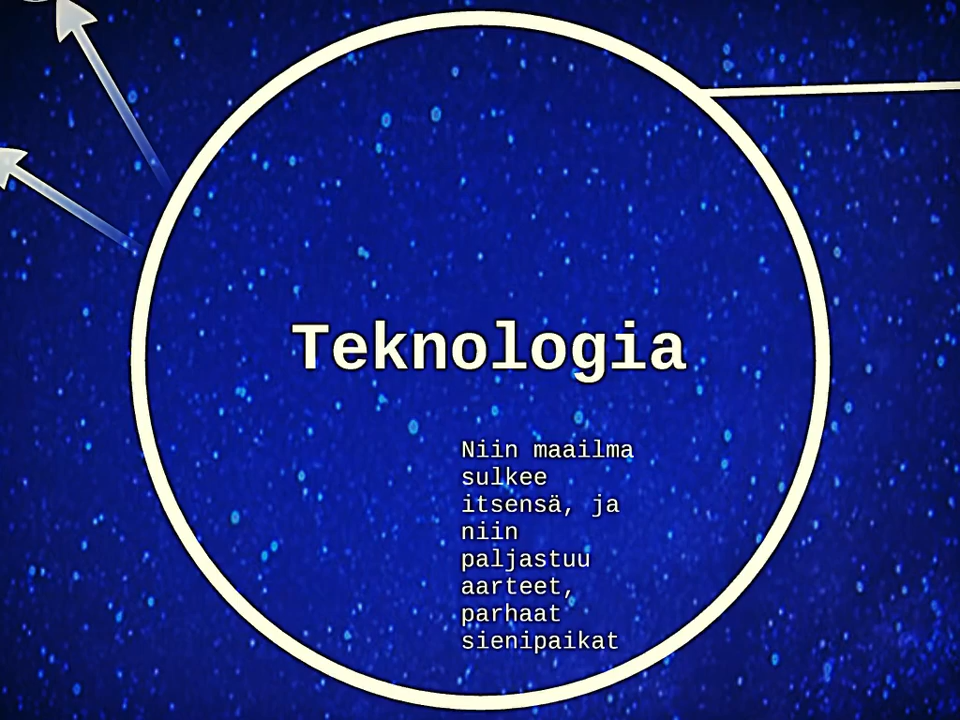 Teknologia
Niin maailma
sulkee
itsensä, ja
niin
paljastuu
aarteet,
parhaat
sienipaikat